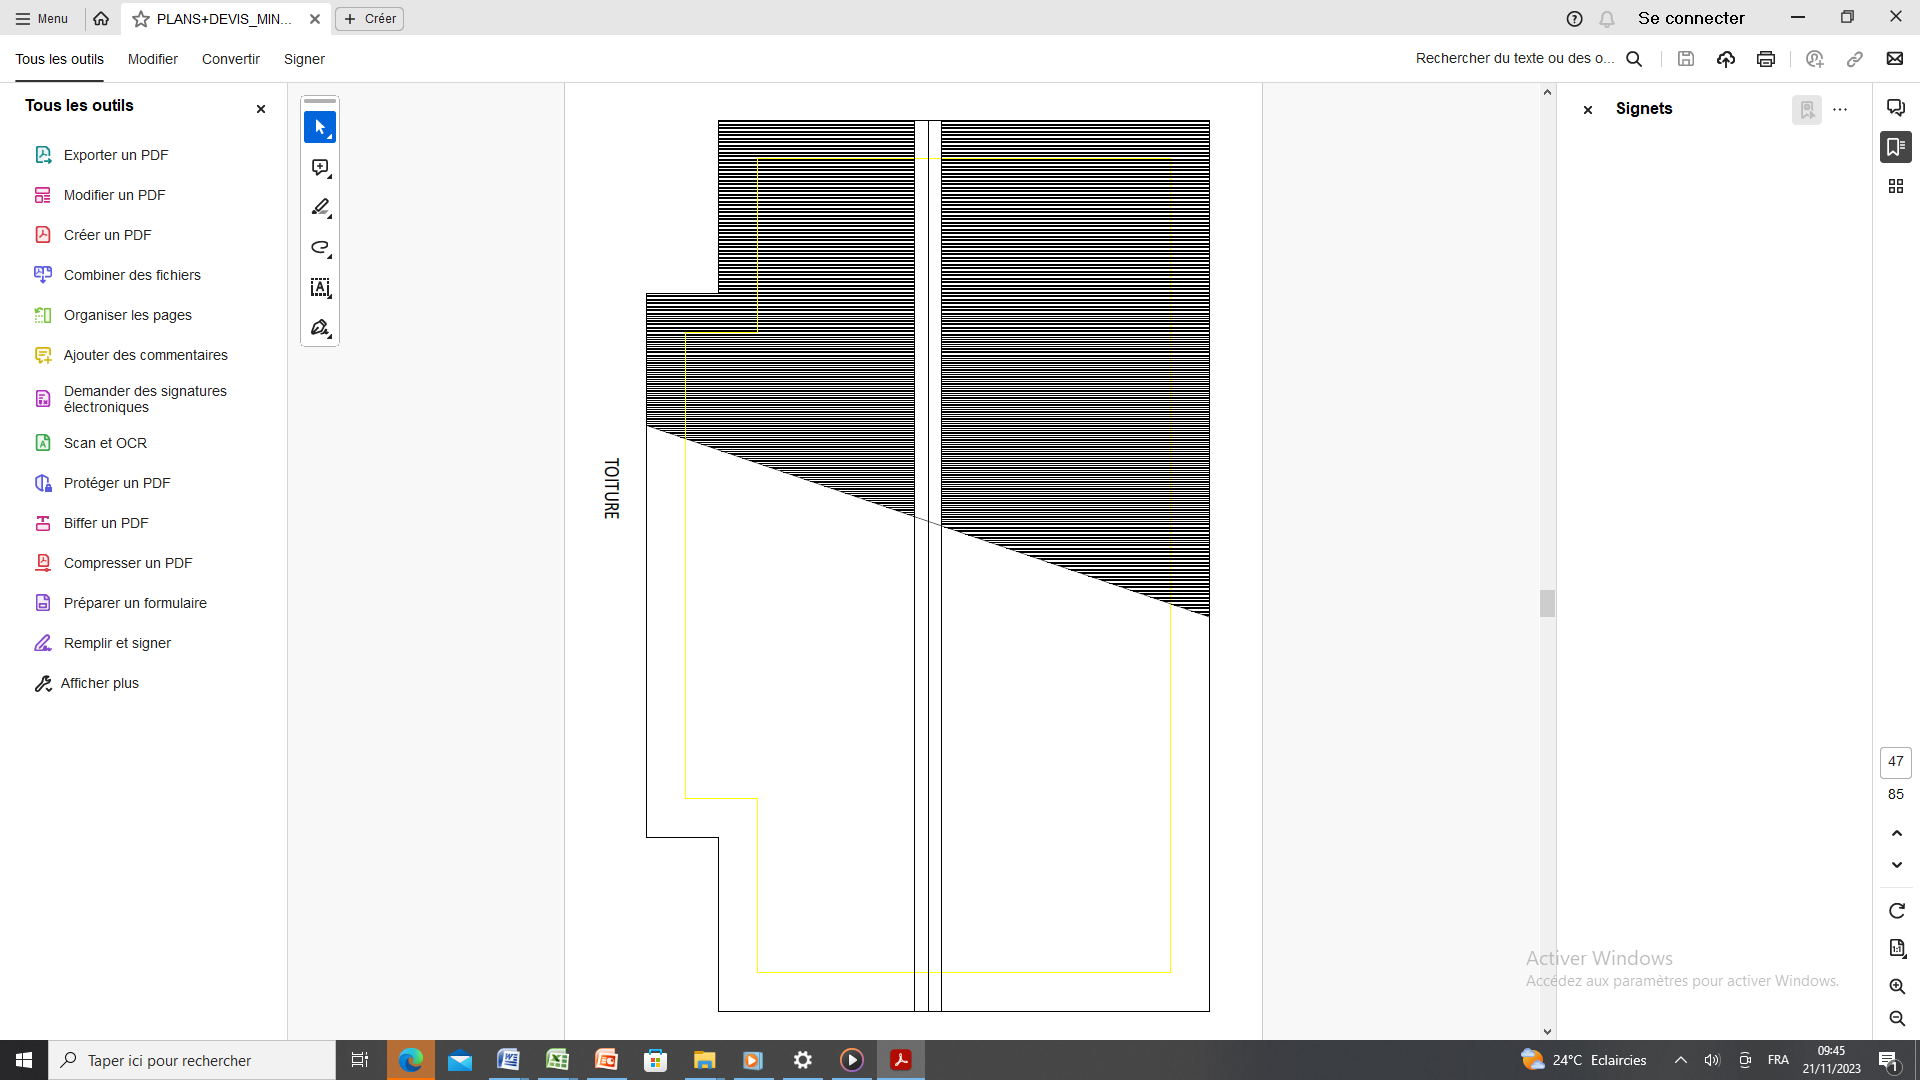 Menu
PLANS+DEVIS_MIN...
Créer
Se connecter
Tous les outils
Modifier
Convertir
Signer
Rechercher du texte ou des o...
Tous les outils
Exporter un PDF
Modifier un PDF
Créer un PDF
Combiner des fichiers
Organiser les pages
Ajouter des commentaires
Demander des signatures
électroniques
Scan et OCR
Protéger un PDF
Biffer un PDF
Compresser un PDF
Préparer un formulaire
Remplir et signer
Afficher plus
TOITURE
Signets
47
85
Activer Windows
Accédez aux paramètres pour activer Windows.
Taper ici pour rechercher
24°C Eclaircies
FRA
09:45
21/11/2023
1